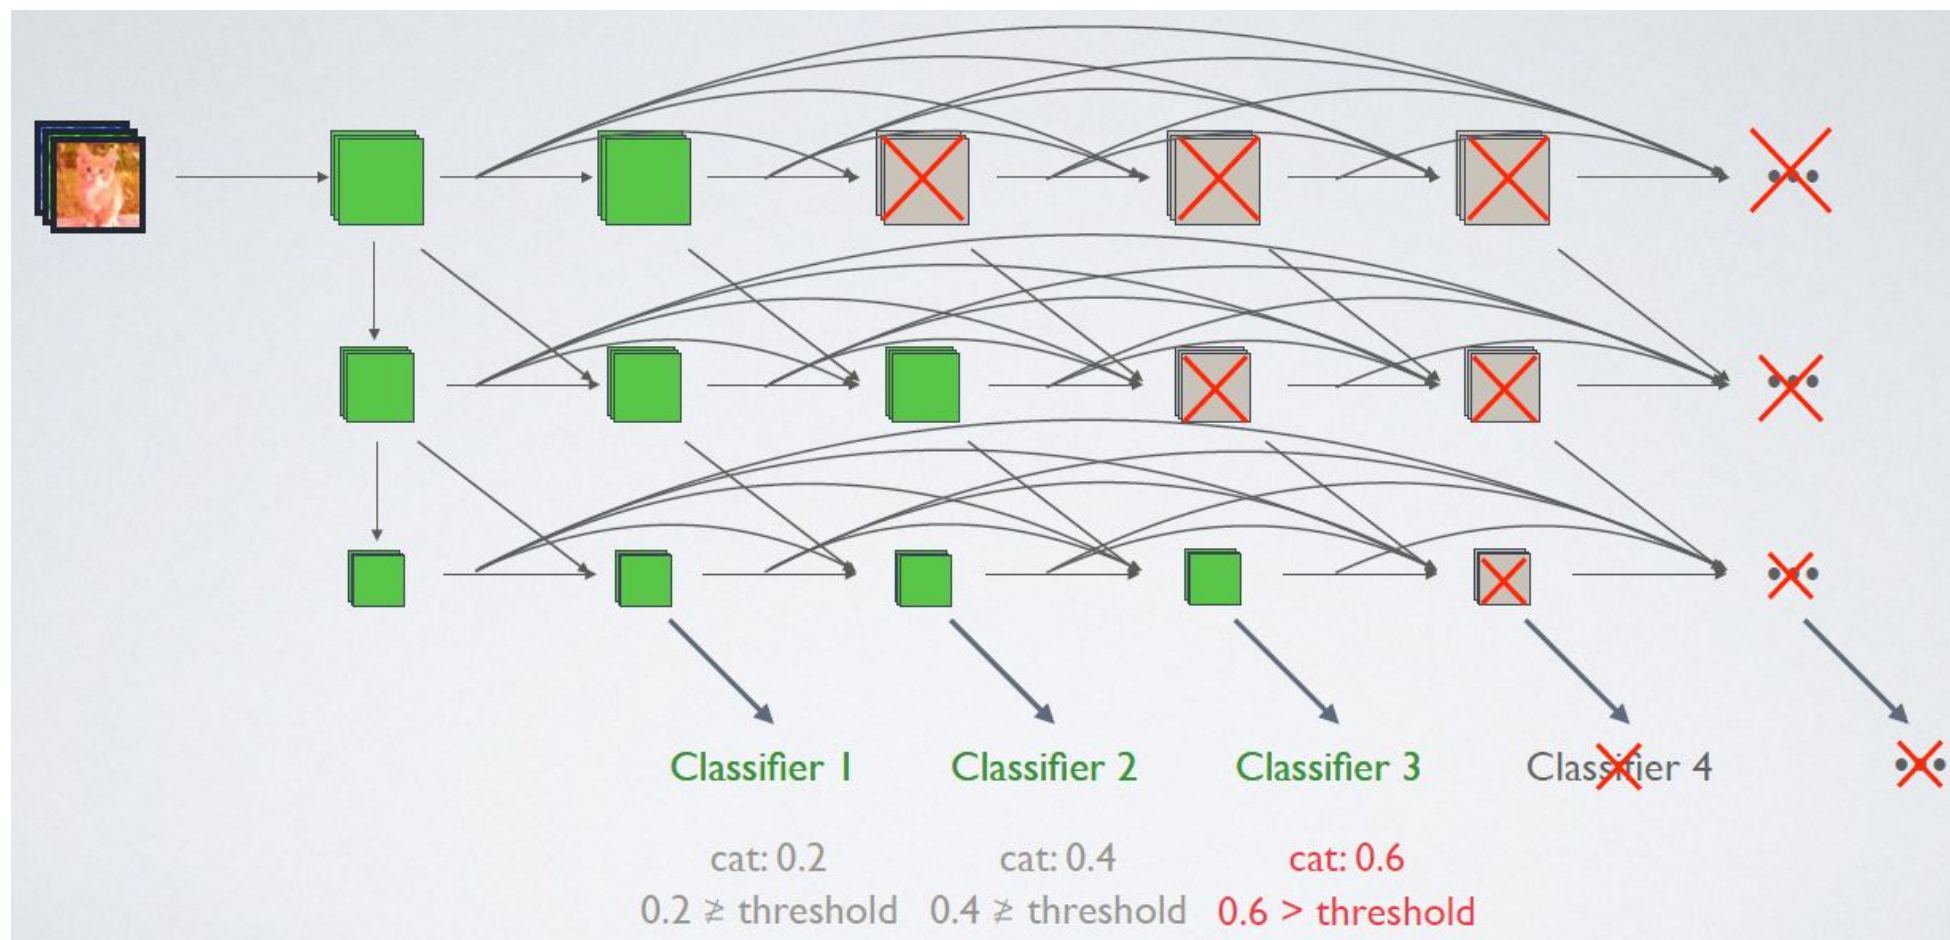 Classifier 1 Classifier 2 Classifier 3 Classifier 4
cat: 0.2 cat: 0.4 cat: 0.6
0.2 ≱ threshold 0.4 ≱ threshold 0.6 > threshold